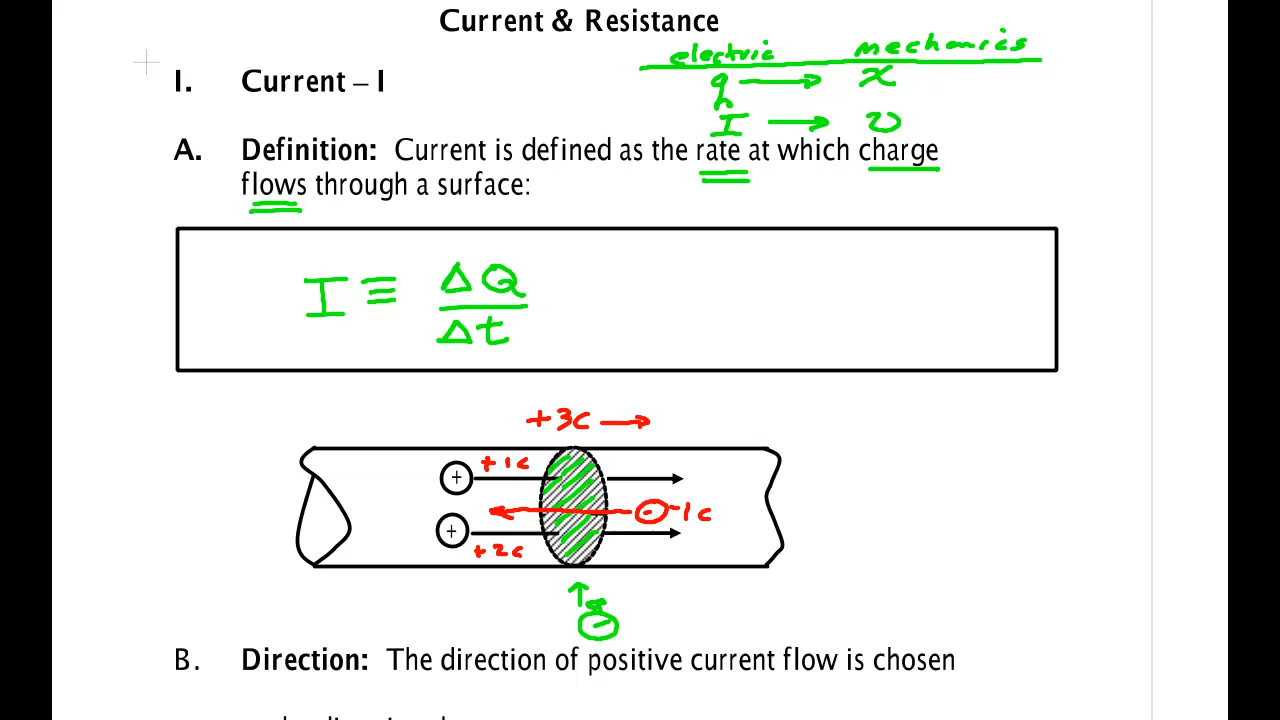 Current & Resistance
electric mechanics
I. Current – I
q → x
I → v
A. Definition: Current is defined as the rate at which charge
flows through a surface:
I ≡ ΔQ
Δt
+3c →
+ +1c
- -1c
+ +2c
B. Direction: The direction of positive current flow is chosen